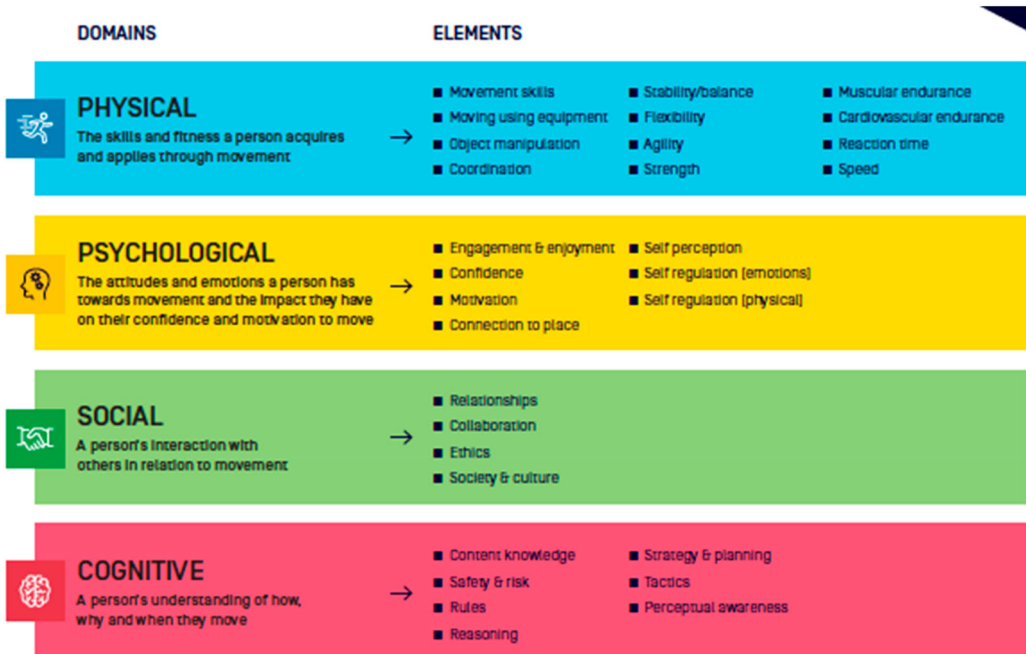 DOMAINS
ELEMENTS
PHYSICAL
The skills and fitness a person acquires
and applies through movement
■ Movement skills
■ Moving using equipment
■ Object manipulation
■ Coordination
■ Stability/balance
■ Flexibility
■ Agility
■ Strength
■ Muscular endurance
■ Cardiovascular endurance
■ Reaction time
■ Speed
PSYCHOLOGICAL
The attitudes and emotions a person has
towards movement and the impact they have
on their confidence and motivation to move
■ Engagement & enjoyment
■ Confidence
■ Motivation
■ Connection to place
■ Self perception
■ Self regulation [emotions]
■ Self regulation [physical]
SOCIAL
A person's interaction with
others in relation to movement
■ Relationships
■ Collaboration
■ Ethics
■ Society & culture
COGNITIVE
A person's understanding of how,
why and when they move
■ Content knowledge
■ Safety & risk
■ Rules
■ Reasoning
■ Strategy & planning
■ Tactics
■ Perceptual awareness